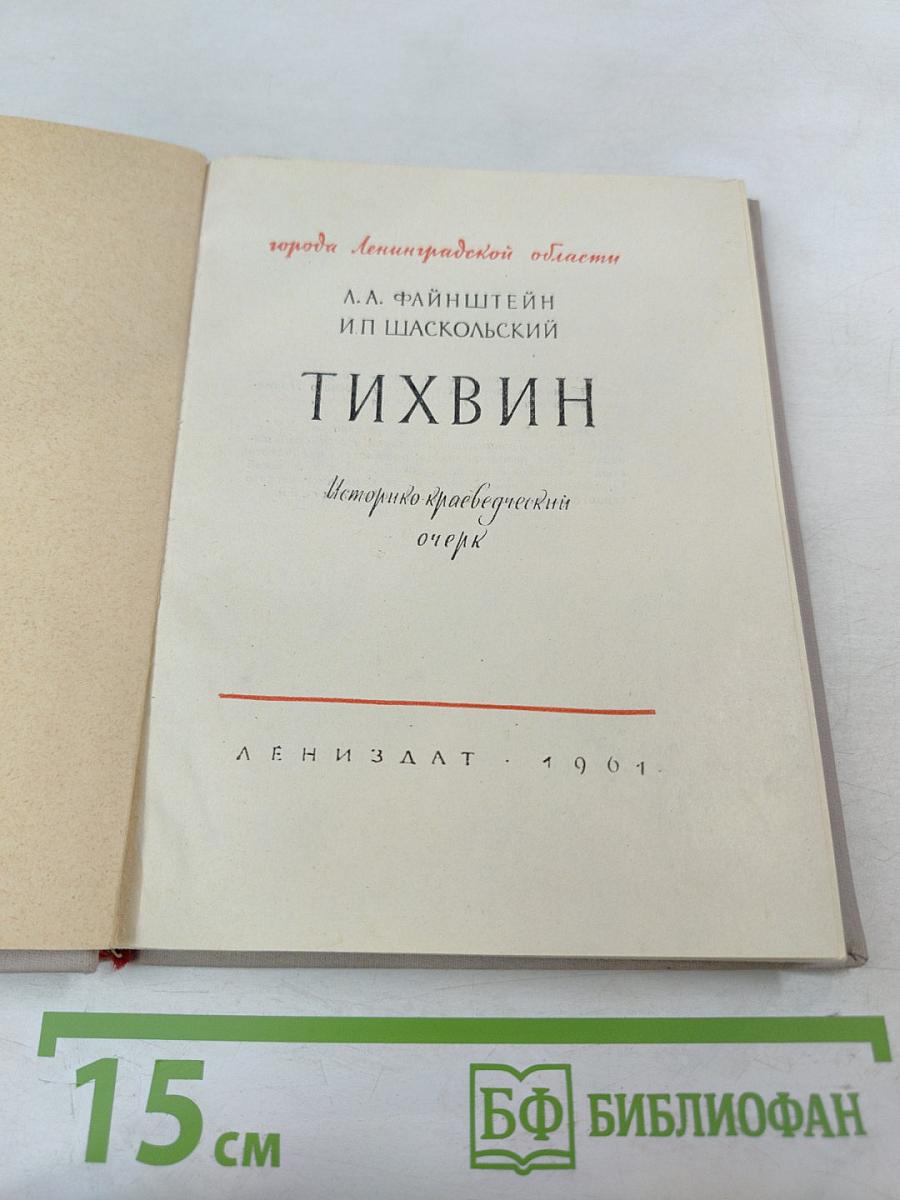 города Ленинградской области
Л. А. ФАЙНШТЕЙН
И.П ШАСКОЛЬСКИЙ
ТИХВИН
Историко-краеведческий
очерк
ЛЕНИЗДАТ · 1961
15 см
БФ БИБЛИОФАН